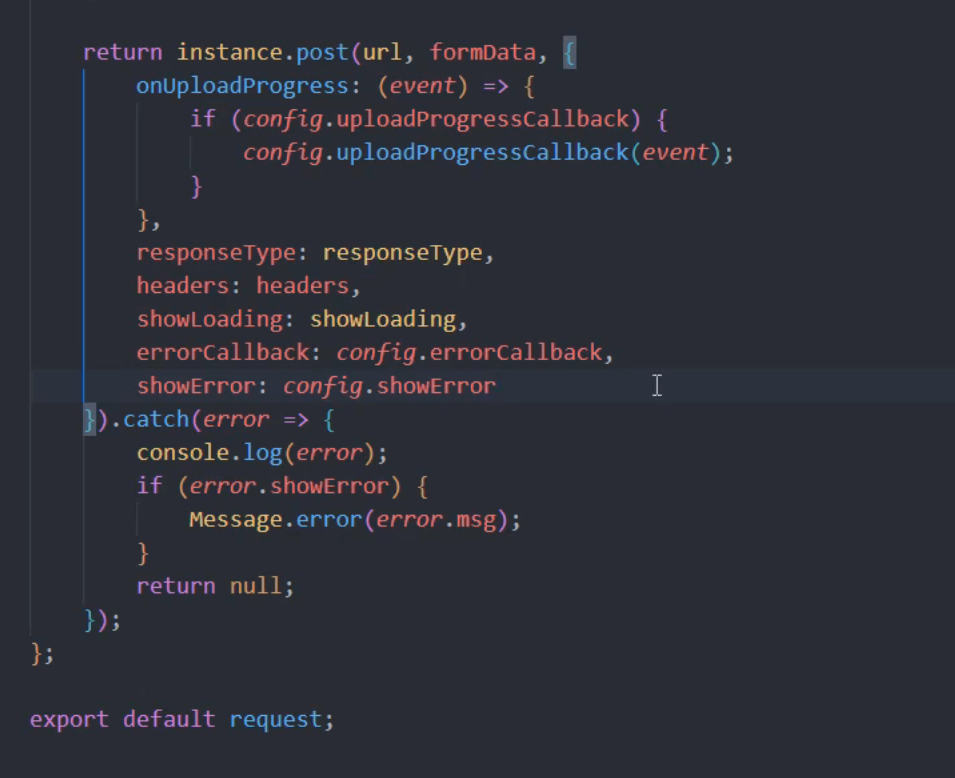 return instance.post(url, formData, {
onUploadProgress: (event) => {
if (config.uploadProgressCallback) {
config.uploadProgressCallback(event);
}
},
responseType: responseType,
headers: headers,
showLoading: showLoading,
errorCallback: config.errorCallback,
showError: config.showError
}).catch(error => {
console.log(error);
if (error.showError) {
Message.error(error.msg);
}
return null;
});
};
export default request;